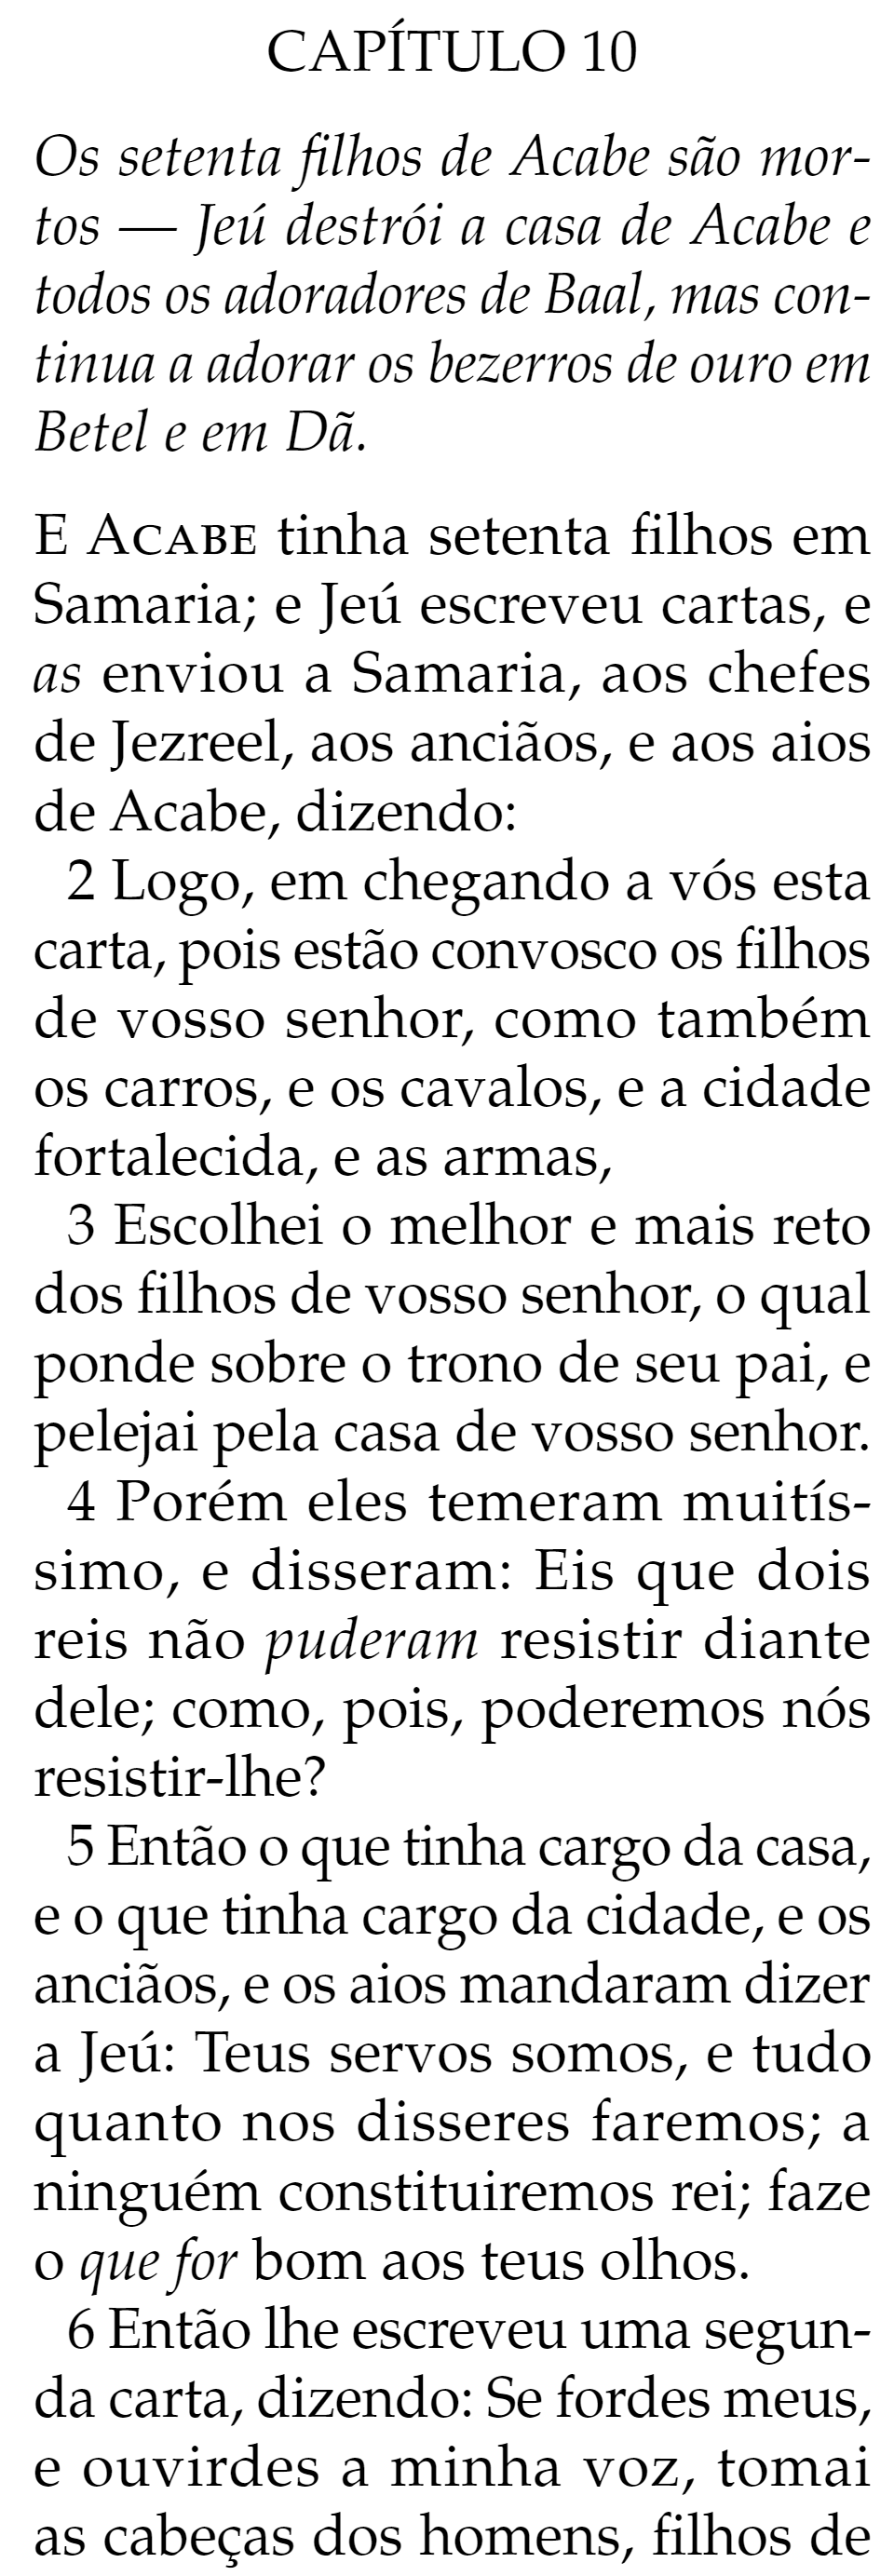 CAPÍTULO 10
Os setenta filhos de Acabe são mor-
tos — Jeú destrói a casa de Acabe e
todos os adoradores de Baal, mas con-
tinua a adorar os bezerros de ouro em
Betel e em Dã.
E ACABE tinha setenta filhos em
Samaria; e Jeú escreveu cartas, e
as enviou a Samaria, aos chefes
de Jezreel, aos anciãos, e aos aios
de Acabe, dizendo:
2 Logo, em chegando a vós esta
carta, pois estão convosco os filhos
de vosso senhor, como também
os carros, e os cavalos, e a cidade
fortalecida, e as armas,
3 Escolhei o melhor e mais reto
dos filhos de vosso senhor, o qual
ponde sobre o trono de seu pai, e
pelejai pela casa de vosso senhor.
4 Porém eles temeram muitís-
simo, e disseram: Eis que dois
reis não puderam resistir diante
dele; como, pois, poderemos nós
resistir-lhe?
5 Então o que tinha cargo da casa,
e o que tinha cargo da cidade, e os
anciãos, e os aios mandaram dizer
a Jeú: Teus servos somos, e tudo
quanto nos disseres faremos; a
ninguém constituiremos rei; faze
o que for bom aos teus olhos.
6 Então lhe escreveu uma segun-
da carta, dizendo: Se fordes meus,
e ouvirdes a minha voz, tomai
as cabeças dos homens, filhos de